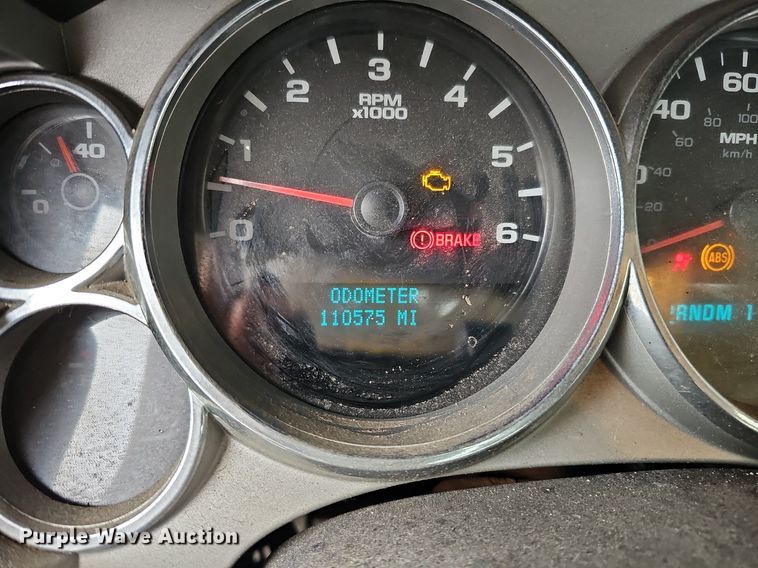 40
0
0
1
2
3
4
5
6
RPM
x1000
BRAKE
ODOMETER
110575 MI
40
60
60
80
100
MPH
km/h
40
20
ABS
RNDM 1
Purple Wave Auction